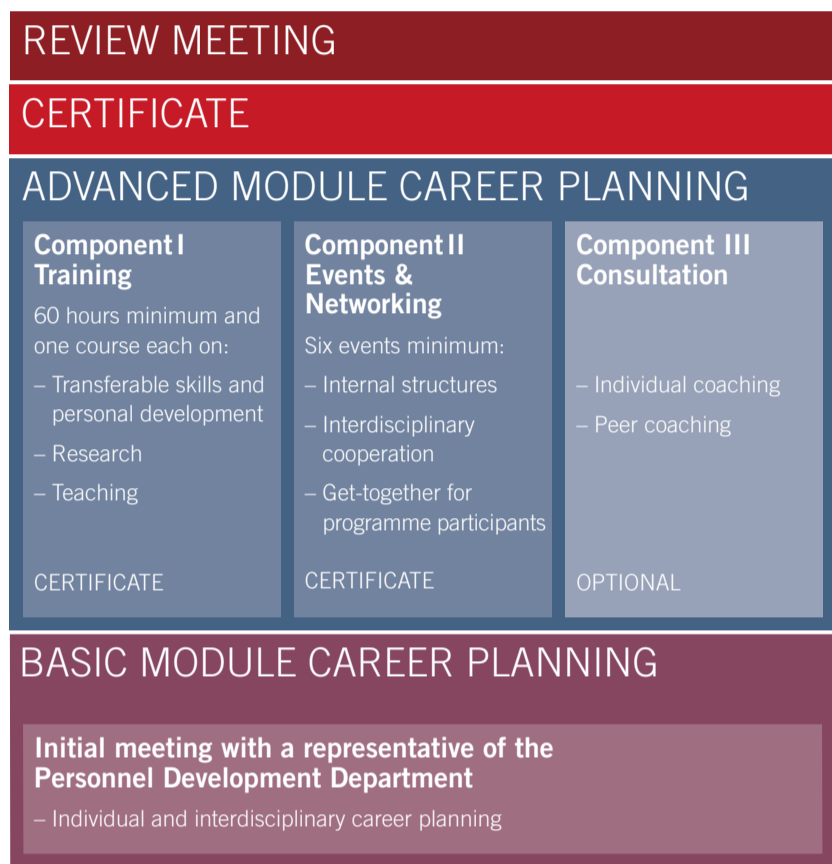 REVIEW MEETING
CERTIFICATE
ADVANCED MODULE CAREER PLANNING
Component I
Training
60 hours minimum and
one course each on:
– Transferable skills and
personal development
– Research
– Teaching
CERTIFICATE
Component II
Events &
Networking
Six events minimum:
– Internal structures
– Interdisciplinary
cooperation
– Get-together for
programme participants
CERTIFICATE
Component III
Consultation
– Individual coaching
– Peer coaching
OPTIONAL
BASIC MODULE CAREER PLANNING
Initial meeting with a representative of the
Personnel Development Department
– Individual and interdisciplinary career planning